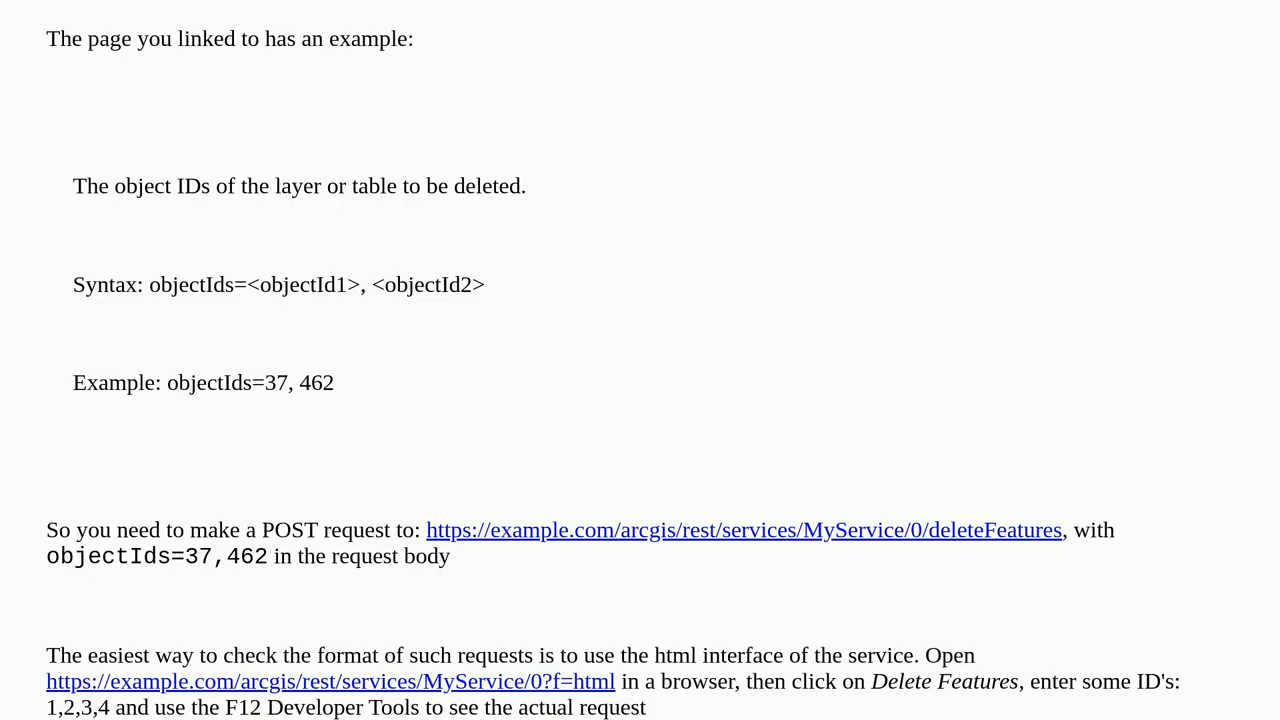 The page you linked to has an example:
The object IDs of the layer or table to be deleted.
Syntax: objectIds=<objectId1>, <objectId2>
Example: objectIds=37, 462
So you need to make a POST request to: https://example.com/arcgis/rest/services/MyService/0/deleteFeatures, with
objectIds=37,462 in the request body
The easiest way to check the format of such requests is to use the html interface of the service. Open
https://example.com/arcgis/rest/services/MyService/0?f=html in a browser, then click on Delete Features, enter some ID's:
1,2,3,4 and use the F12 Developer Tools to see the actual request